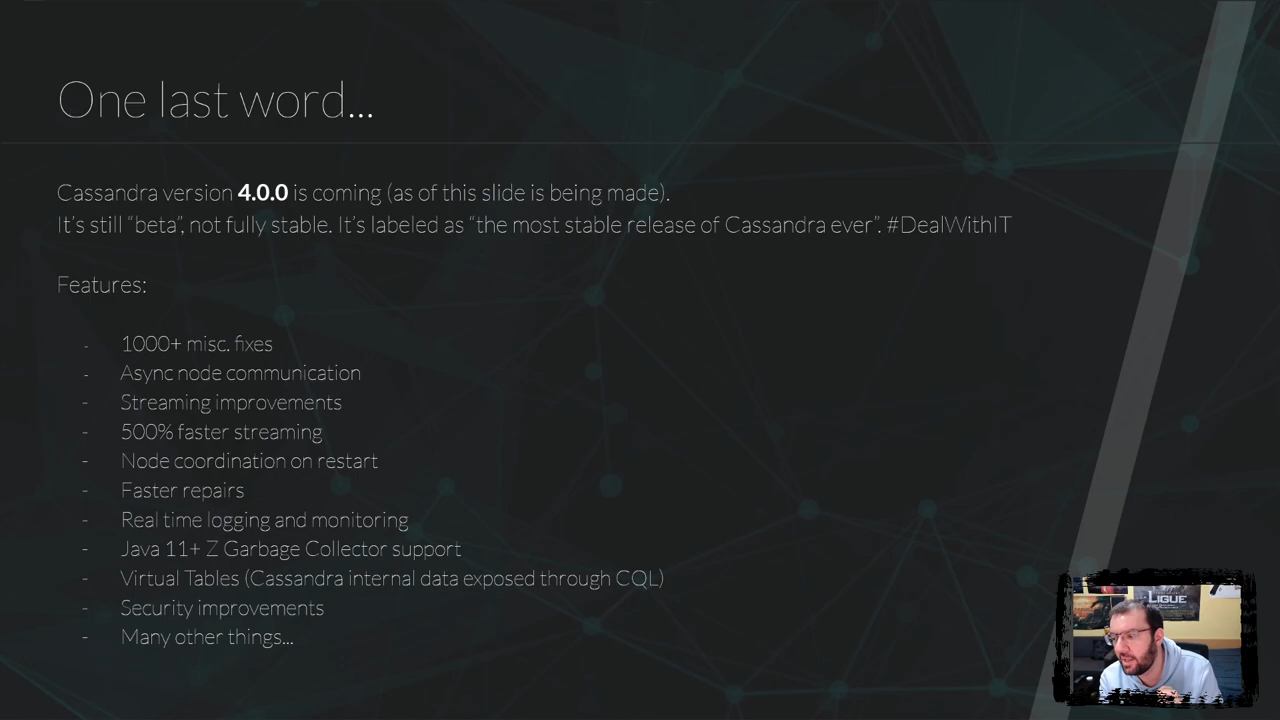 One last word...
Cassandra version 4.0.0 is coming (as of this slide is being made).
It's still “beta”, not fully stable. It's labeled as “the most stable release of Cassandra ever”. #DealWithIT
Features:
- 1000+ misc. fixes
- Async node communication
- Streaming improvements
- 500% faster streaming
- Node coordination on restart
- Faster repairs
- Real time logging and monitoring
- Java 11+ Z Garbage Collector support
- Virtual Tables (Cassandra internal data exposed through CQL)
- Security improvements
- Many other things...
LIGUE